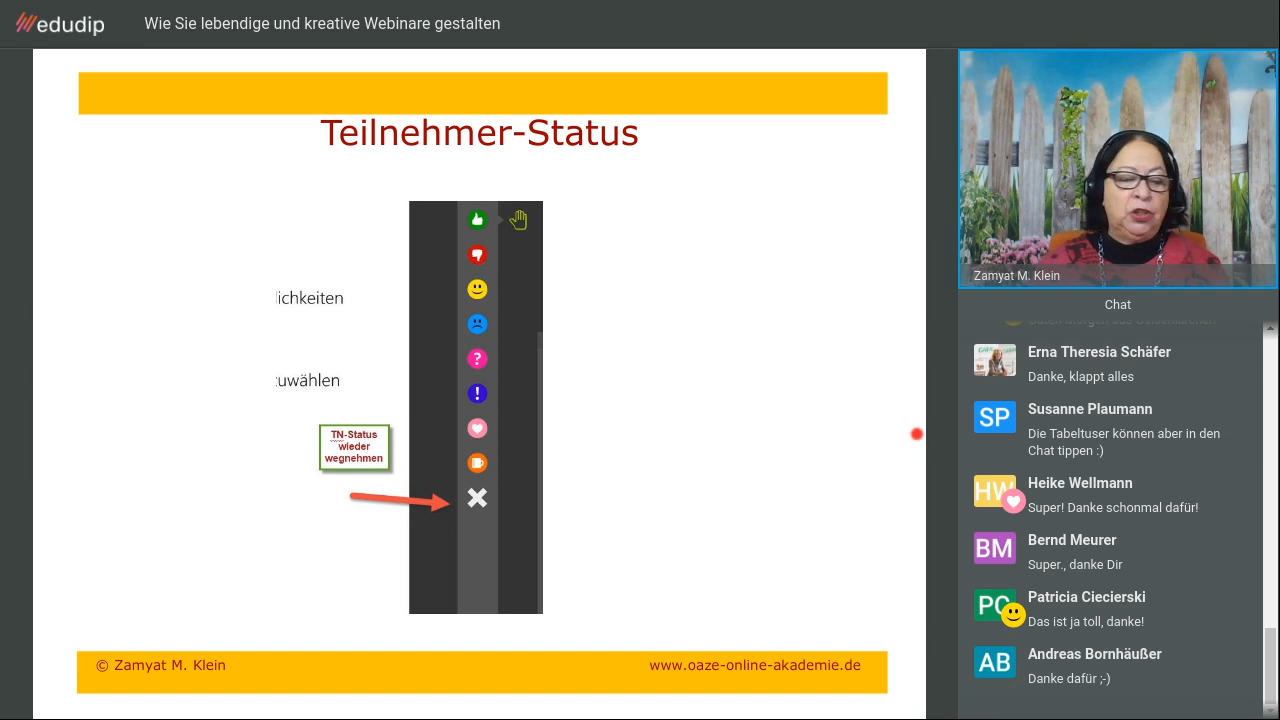 edudip
Wie Sie lebendige und kreative Webinare gestalten
Teilnehmer-Status
lichkeiten
zuwählen
TN-Status
wieder
wegnehmen
© Zamyat M. Klein
www.oaze-online-akademie.de
Zamyat M. Klein
Chat
Erna Theresia Schäfer
Danke, klappt alles
SP
Susanne Plaumann
Die Tabeltuser können aber in den
Chat tippen :)
HW
Heike Wellmann
Super! Danke schonmal dafür!
BM
Bernd Meurer
Super., danke Dir
PC
Patricia Ciecierski
Das ist ja toll, danke!
AB
Andreas Bornhäußer
Danke dafür ;-)